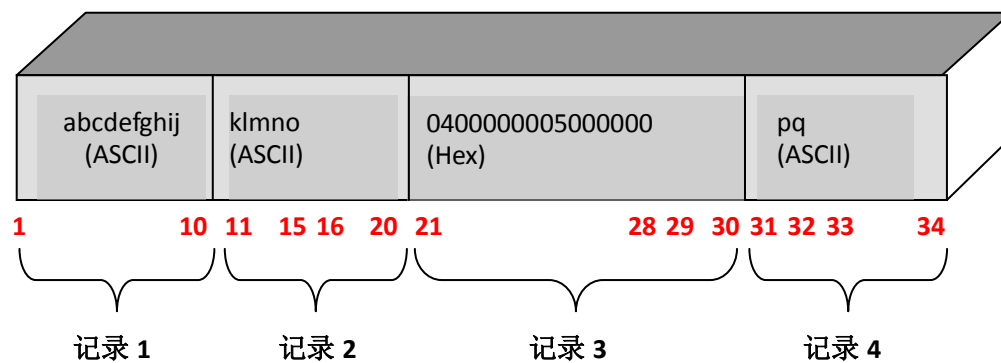 abcdefghij
(ASCII)
klmno
(ASCII)
0400000005000000
(Hex)
pq
(ASCII)
1 10 11 15 16 20 21 28 29 30 31 32 33 34
记录 1 记录 2 记录 3 记录 4